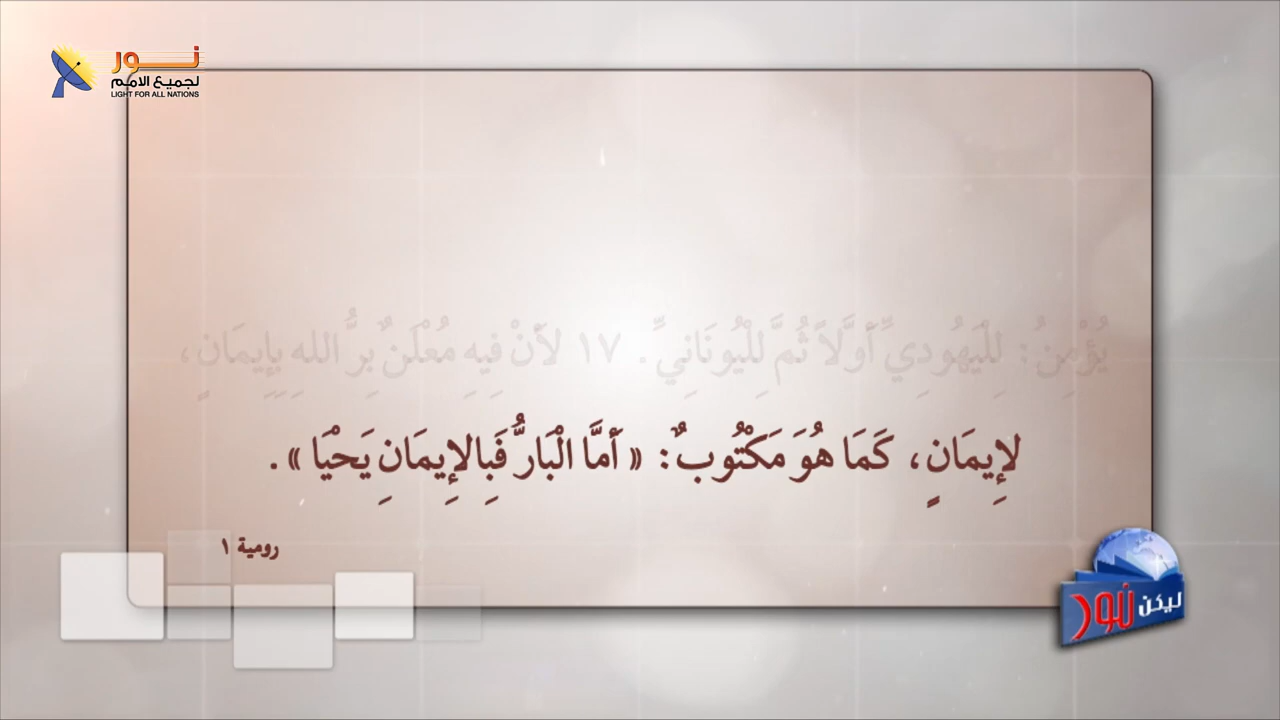 نـــور
لجميع الامم
LIGHT FOR ALL NATIONS
يُؤْمِنُ: لِلْيَهُودِيِّ أَوَّلاً ثُمَّ لِلْيُونَانِيِّ. ١٧ لأَنْ فِيهِ مُعْلَنٌ بِرُّ اللهِ بِإِيمَانٍ،
لإِيمَانٍ، كَمَا هُوَ مَكْتُوبٌ: « أَمَّا الْبَارُّ فَبِالإِيمَانِ يَحْيَا » .
رومية ١
ليكن نور